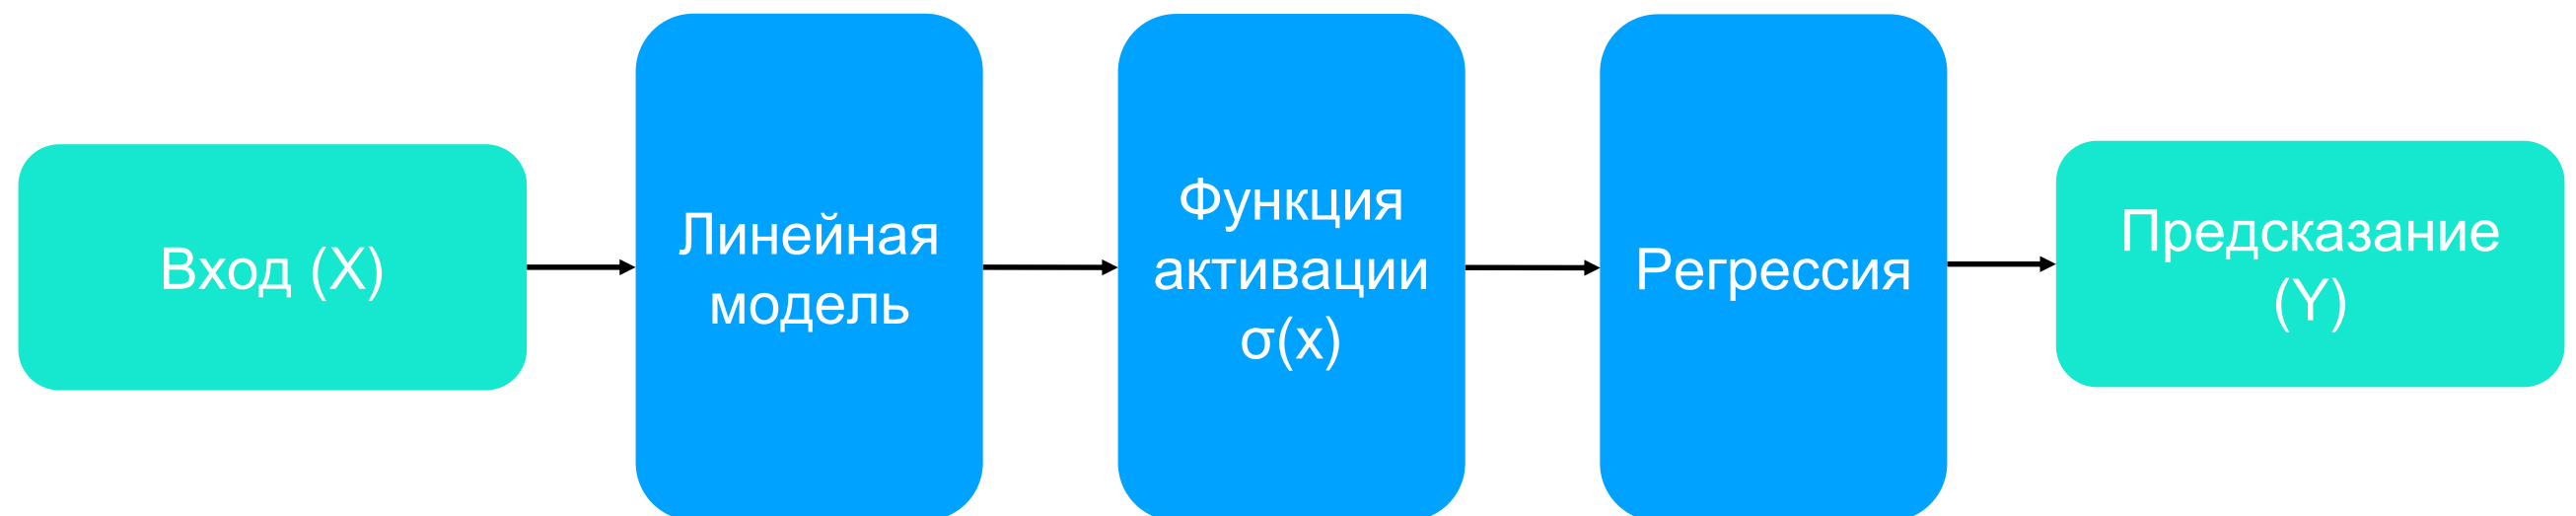 Вход (X)
Линейная
модель
Функция
активации
σ(x)
Регрессия
Предсказание
(Y)